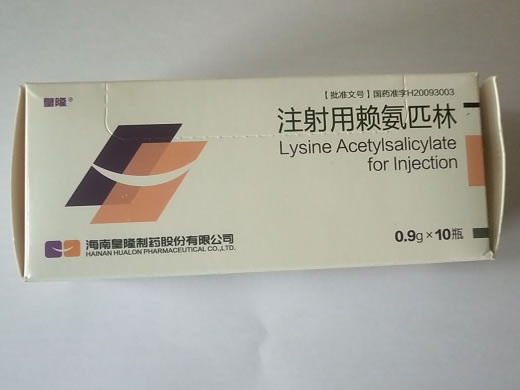 皇隆®
【批准文号】国药准字H20093003
注射用赖氨匹林
Lysine Acetylsalicylate
for Injection
海南皇隆制药股份有限公司
HAINAN HUALON PHARMACEUTICAL CO.,LTD.
0.9g×10瓶